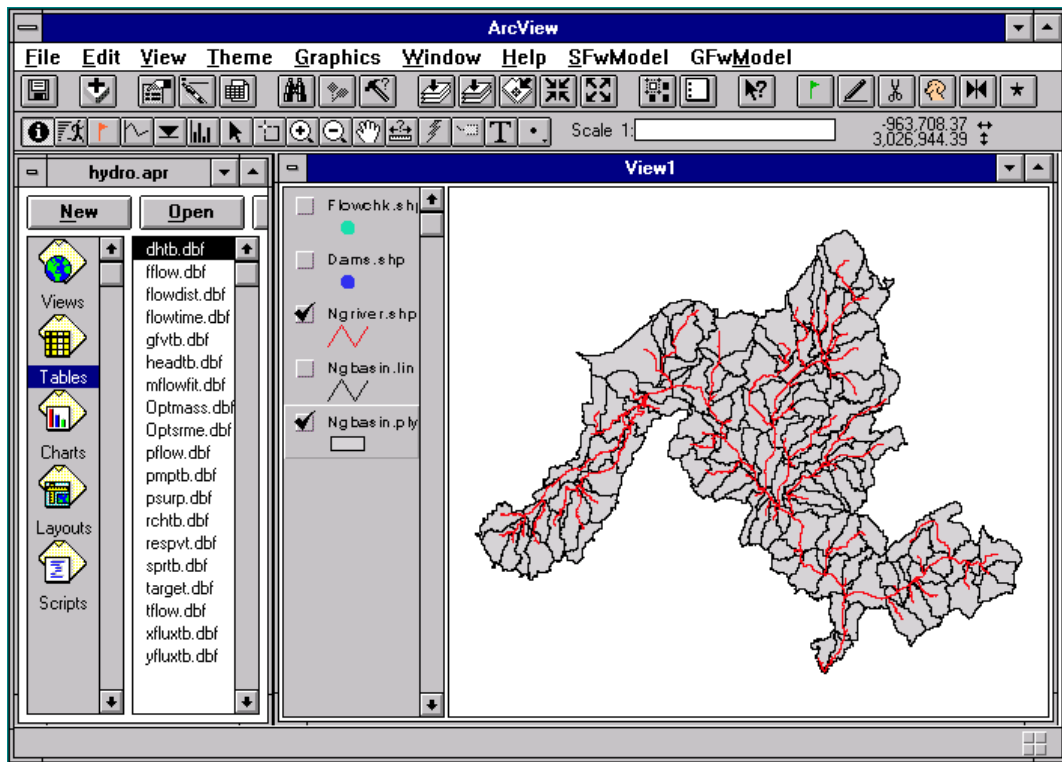 ArcView
File Edit View Theme Graphics Window Help SFwModel GFwModel
Scale 1:
-963,708.37
3,026,944.39
hydro.apr
New Open
Views
Tables
Charts
Layouts
Scripts
dhtb.dbf
fflow.dbf
flowdist.dbf
flowtime.dbf
gfvtb.dbf
headtb.dbf
mflowfit.dbf
Optmass.dbf
Optsrme.dbf
pflow.dbf
pmptb.dbf
psurp.dbf
rchtb.dbf
respvt.dbf
sprtb.dbf
target.dbf
tflow.dbf
xfluxtb.dbf
yfluxtb.dbf
View1
Flowchk.shp
Dams.shp
Ngriver.shp
Ngbasin.lin
Ngbasin.ply